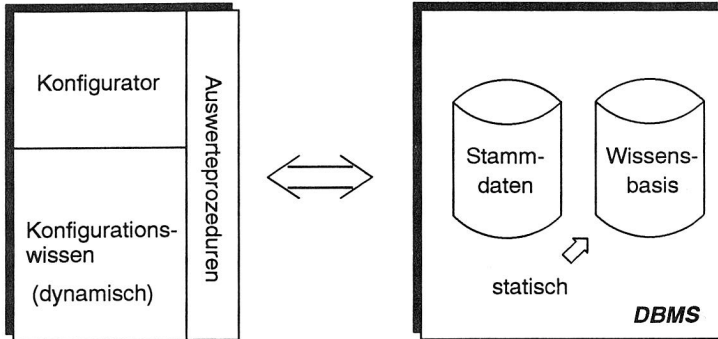 Konfigurator
Konfigurations-
wissen
(dynamisch)
Auswerteprozeduren
Stamm-
daten
Wissens-
basis
statisch
DBMS